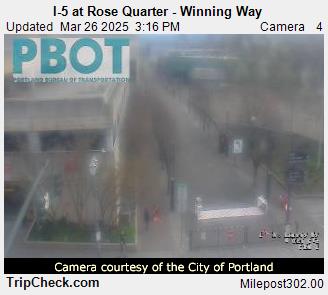 I-5 at Rose Quarter - Winning Way
Updated Mar 26 2025 3:16 PM Camera 4
PBOT
PORTLAND BUREAU OF TRANSPORTATION
Camera courtesy of the City of Portland
TripCheck.com Milepost302.00